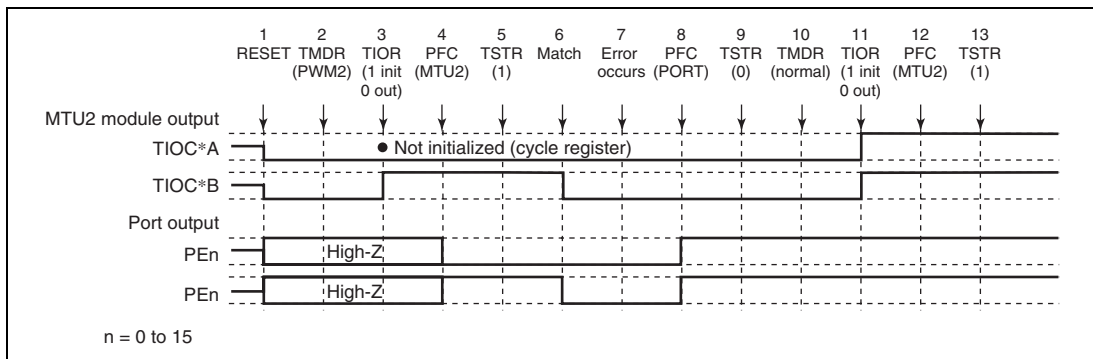 1 2 3 4 5 6 7 8 9 10 11 12 13
RESET TMDR TIOR PFC TSTR Match Error PFC TSTR TMDR TIOR PFC TSTR
(PWM2) (1 init (MTU2) (1) occurs (PORT) (0) (normal) (1 init (MTU2) (1)
0 out) 0 out)
MTU2 module output
TIOC*A
● Not initialized (cycle register)
TIOC*B
Port output
PEn High-Z
PEn High-Z
n = 0 to 15